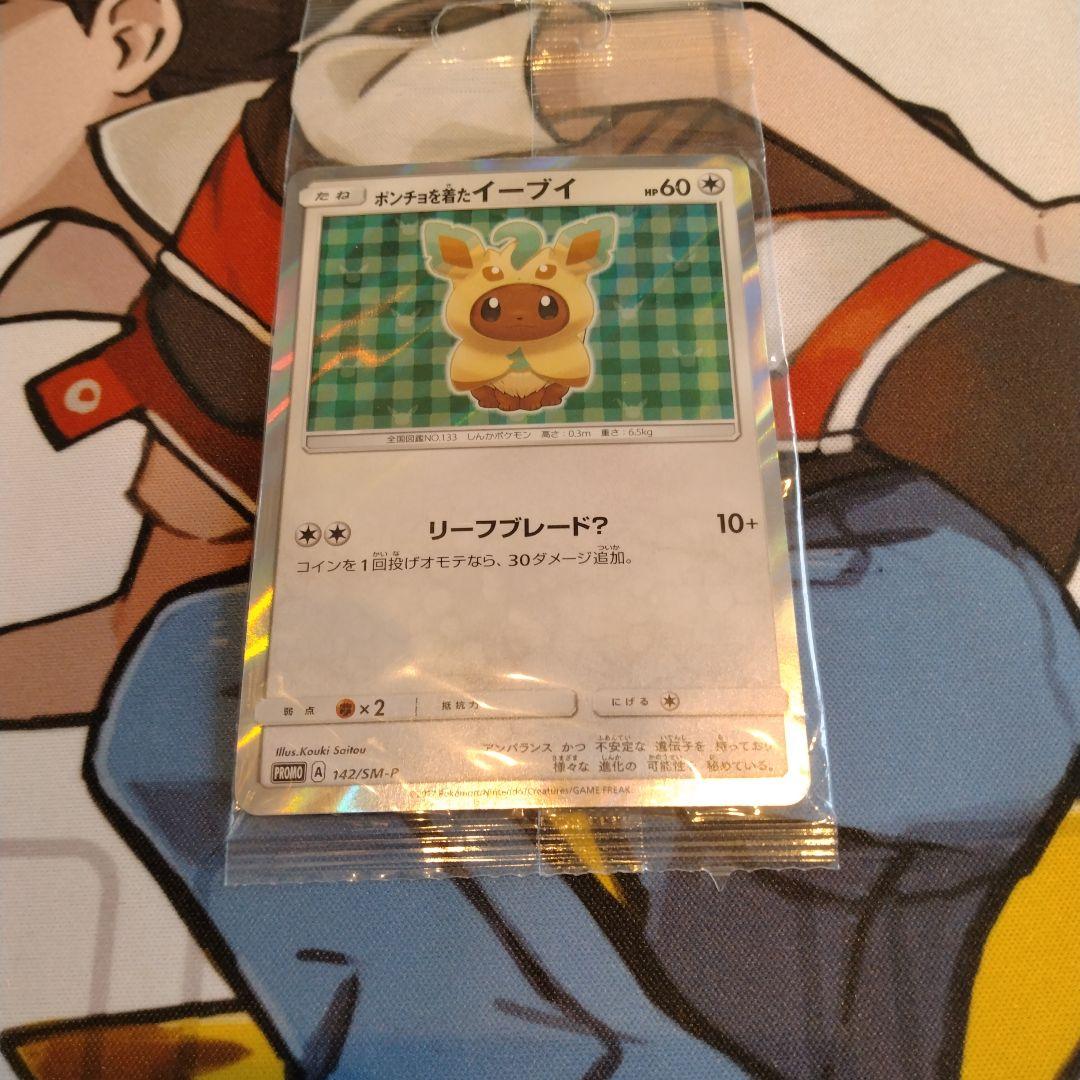 たね ポンチョを着たイーブイ HP60
全国図鑑NO.133 しんかポケモン 高さ:0.3m 重さ:6.5kg
リーフブレード? 10+
コインを1回投げオモテなら、30ダメージ追加。
弱点 ×2 抵抗力 にげる
Illus.Kouki Saitou
アンバランス かつ 不安定な 遺伝子を 持っており
様々な 進化の 可能性を 秘めている。
PROMO A 142/SM-P
©2017 Pokémon/Nintendo/Creatures/GAME FREAK.